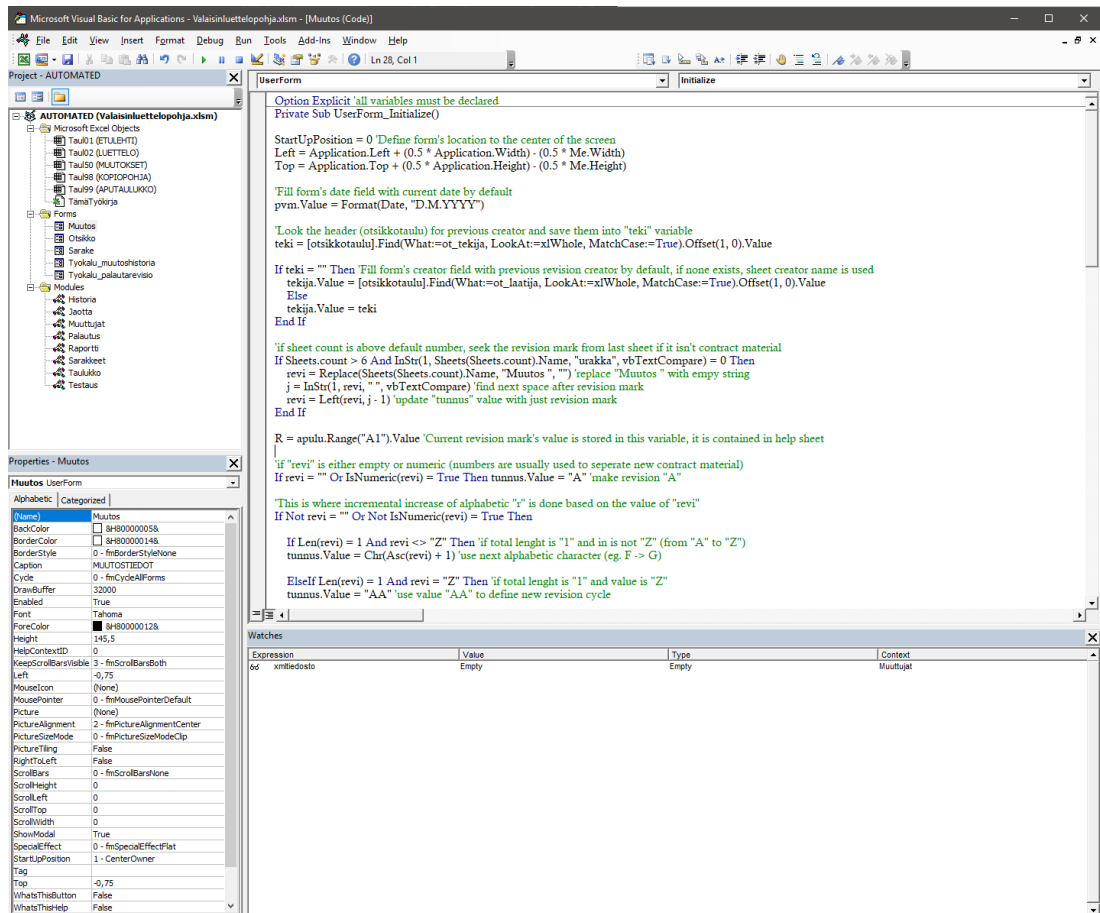 Microsoft Visual Basic for Applications - Valaisinluettelopohja.xlsm - [Muutos (Code)]
File Edit View Insert Format Debug Run Tools Add-Ins Window Help
Ln 28, Col 1
Project - AUTOMATED
AUTOMATED (Valaisinluettelopohja.xlsm)
Microsoft Excel Objects
Taul01 (ETULEHTI)
Taul02 (LUETTELO)
Taul50 (MUUTOKSET)
Taul98 (KOPIOPOHJA)
Taul99 (APUTAULUKKO)
TämäTyökirja
Forms
Muutos
Otsikko
Sarake
Tyokalu_muutoshistoria
Tyokalu_palautarevisio
Modules
Historia
Jaotta
Muuttujat
Palautus
Raportti
Sarakkeet
Taulukko
Testaus
Properties - Muutos
Muutos UserForm
Alphabetic Categorized
(Name) Muutos
BackColor &H80000005&
BorderColor &H80000014&
BorderStyle 0 - fmBorderStyleNone
Caption MUUTOSTIEDOT
Cycle 0 - fmCycleAllForms
DrawBuffer 32000
Enabled True
Font Tahoma
ForeColor &H80000012&
Height 145,5
HelpContextID 0
KeepScrollBarsVisible 3 - fmScrollBarsBoth
Left -0,75
MouseIcon (None)
MousePointer 0 - fmMousePointerDefault
Picture (None)
PictureAlignment 2 - fmPictureAlignmentCenter
PictureSizeMode 0 - fmPictureSizeModeClip
PictureTiling False
RightToLeft False
ScrollBars 0 - fmScrollBarsNone
ScrollHeight 0
ScrollLeft 0
ScrollTop 0
ScrollWidth 0
ShowModal True
SpecialEffect 0 - fmSpecialEffectFlat
StartUpPosition 1 - CenterOwner
Tag
Top -0,75
WhatsThisButton False
WhatsThisHelp False
UserForm Initialize
Option Explicit 'all variables must be declared
Private Sub UserForm_Initialize()
StartUpPosition = 0 'Define form's location to the center of the screen
Left = Application.Left + (0.5 * Application.Width) - (0.5 * Me.Width)
Top = Application.Top + (0.5 * Application.Height) - (0.5 * Me.Height)
'Fill form's date field with current date by default
pvm.Value = Format(Date, "D.M.YYYY")
'Look the header (otsikkotaulu) for previous creator and save them into "teki" variable
teki = [otsikkotaulu].Find(What:=ot_tekija, LookAt:=xlWhole, MatchCase:=True).Offset(1, 0).Value
If teki = "" Then 'Fill form's creator field with previous revision creator by default, if none exists, sheet creator name is used
tekija.Value = [otsikkotaulu].Find(What:=ot_laatija, LookAt:=xlWhole, MatchCase:=True).Offset(1, 0).Value
Else
tekija.Value = teki
End If
'if sheet count is above default number, seek the revision mark from last sheet if it isn't contract material
If Sheets.count > 6 And InStr(1, Sheets(Sheets.count).Name, "urakka", vbTextCompare) = 0 Then
revi = Replace(Sheets(Sheets.count).Name, "Muutos ", "") 'replace "Muutos " with empy string
j = InStr(1, revi, " ", vbTextCompare) 'find next space after revision mark
revi = Left(revi, j - 1) 'update "tunnus" value with just revision mark
End If
R = apulu.Range("A1").Value 'Current revision mark's value is stored in this variable, it is contained in help sheet
'if "revi" is either empty or numeric (numbers are usually used to seperate new contract material)
If revi = "" Or IsNumeric(revi) = True Then tunnus.Value = "A" 'make revision "A"
'This is where incremental increase of alphabetic "r" is done based on the value of "revi"
If Not revi = "" Or Not IsNumeric(revi) = True Then
If Len(revi) = 1 And revi <> "Z" Then 'if total lenght is "1" and in is not "Z" (from "A" to "Z")
tunnus.Value = Chr(Asc(revi) + 1) 'use next alphabetic character (eg. F -> G)
ElseIf Len(revi) = 1 And revi = "Z" Then 'if total lenght is "1" and value is "Z"
tunnus.Value = "AA" 'use value "AA" to define new revision cycle
Watches
Expression Value Type Context
xmltiedosto Empty Empty Muuttujat